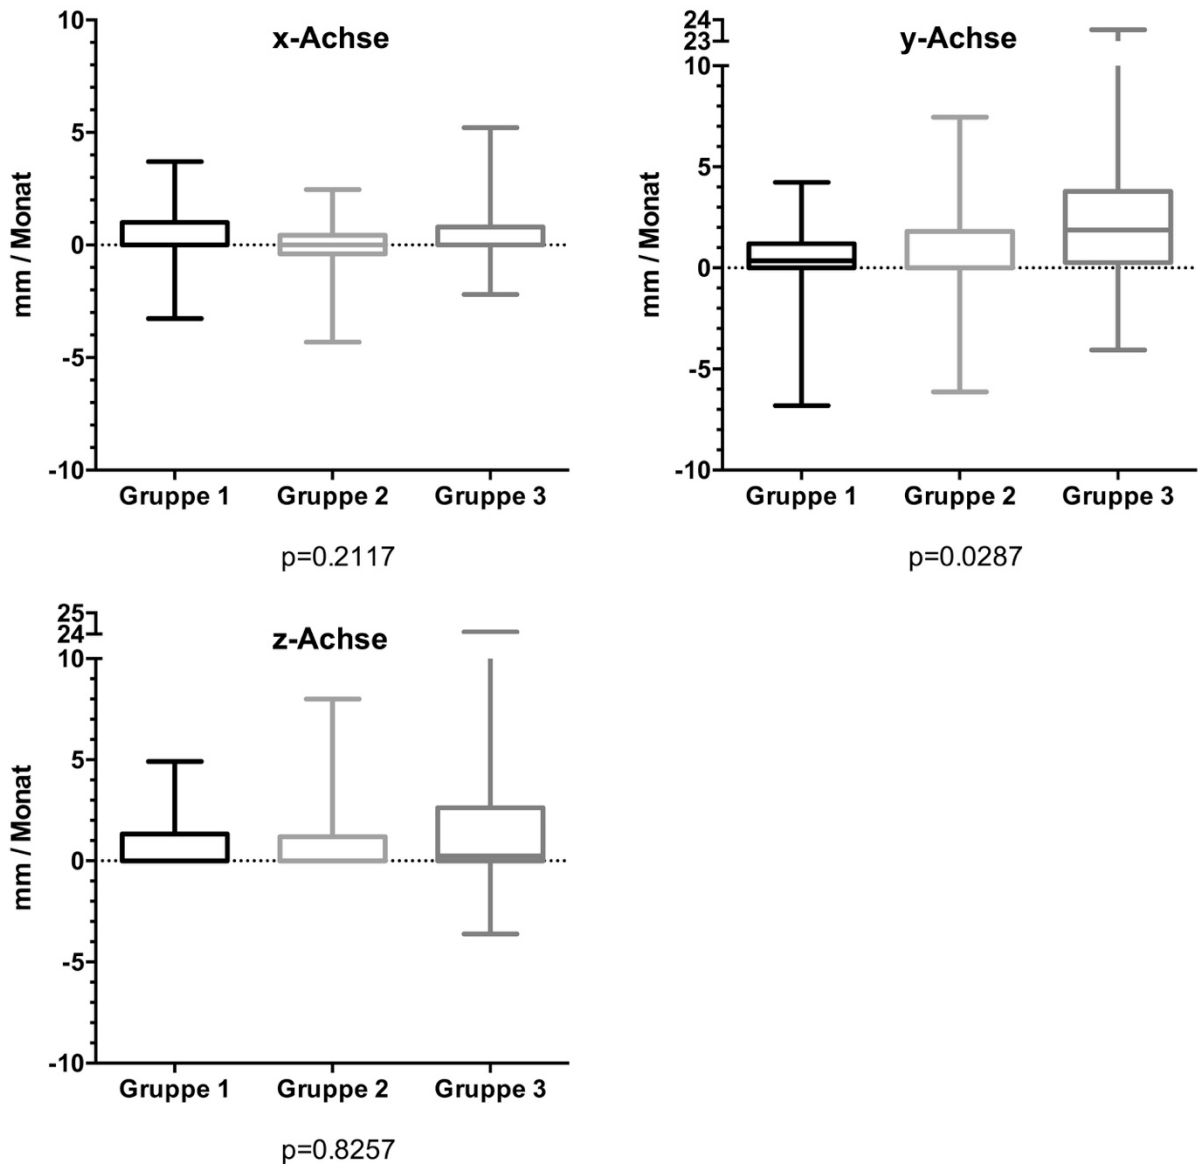 x-Achse
10
5
0
-5
-10
mm / Monat
Gruppe 1 Gruppe 2 Gruppe 3
p=0.2117
y-Achse
24
23
10
5
0
-5
-10
mm / Monat
Gruppe 1 Gruppe 2 Gruppe 3
p=0.0287
z-Achse
25
24
10
5
0
-5
-10
mm / Monat
Gruppe 1 Gruppe 2 Gruppe 3
p=0.8257